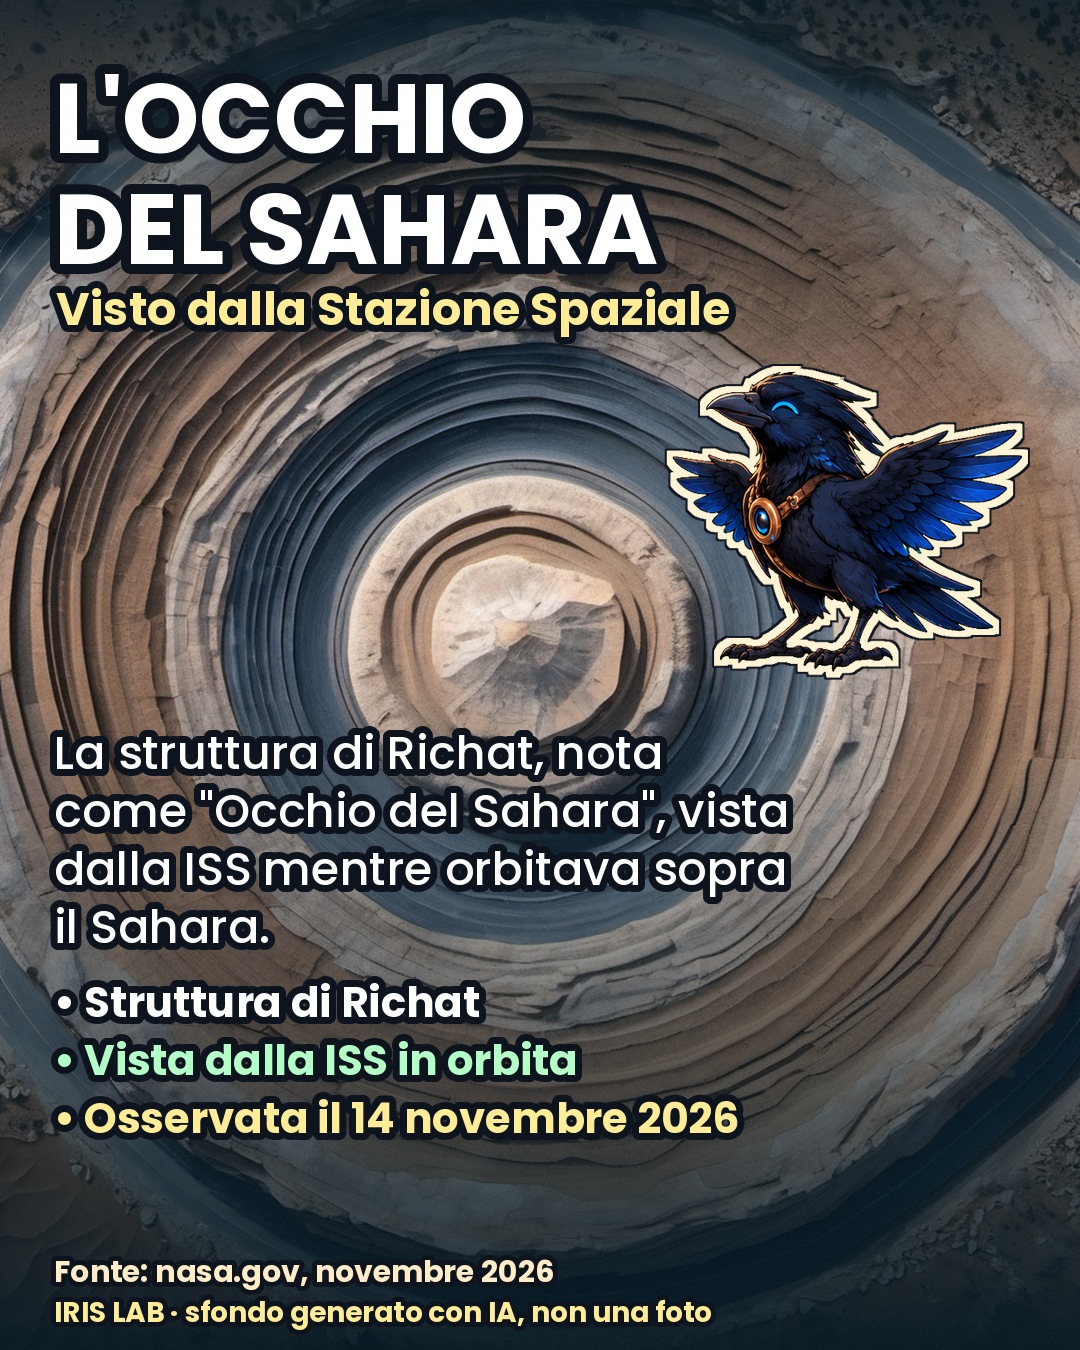 L'OCCHIO
DEL SAHARA
Visto dalla Stazione Spaziale
La struttura di Richat, nota
come "Occhio del Sahara", vista
dalla ISS mentre orbitava sopra
il Sahara.
• Struttura di Richat
• Vista dalla ISS in orbita
• Osservata il 14 novembre 2026
Fonte: nasa.gov, novembre 2026
IRIS LAB · sfondo generato con IA, non una foto